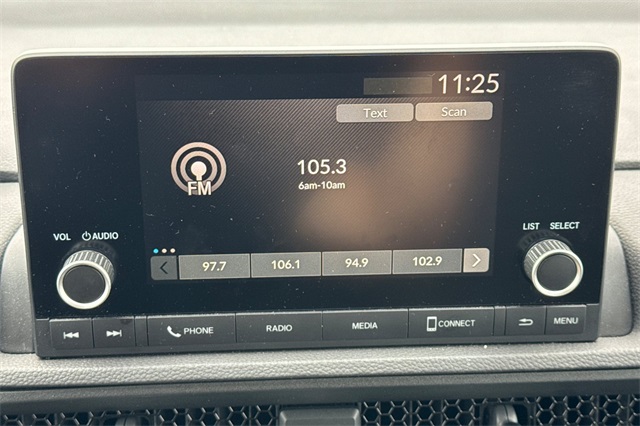 11:25
Text Scan
105.3
FM
6am-10am
VOL AUDIO
LIST SELECT
97.7 106.1 94.9 102.9
PHONE RADIO MEDIA CONNECT MENU